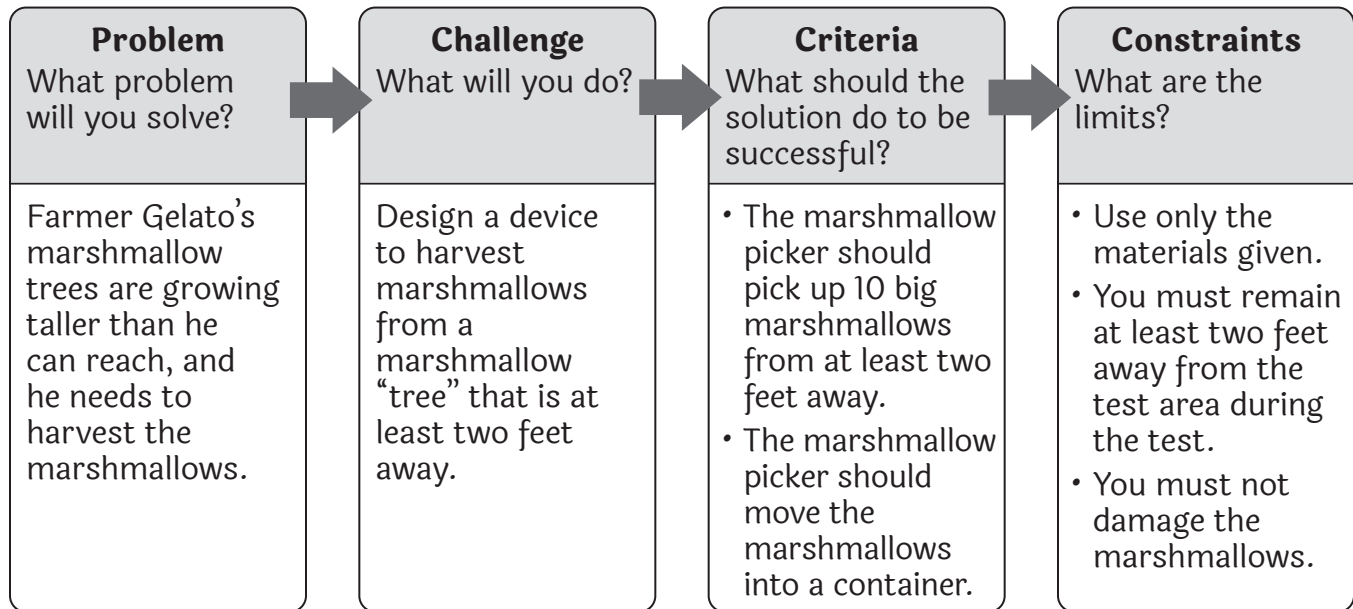 Problem
What problem
will you solve?
Farmer Gelato’s
marshmallow
trees are growing
taller than he
can reach, and
he needs to
harvest the
marshmallows.
Challenge
What will you do?
Design a device
to harvest
marshmallows
from a
marshmallow
“tree” that is at
least two feet
away.
Criteria
What should the
solution do to be
successful?
• The marshmallow
picker should
pick up 10 big
marshmallows
from at least two
feet away.
• The marshmallow
picker should
move the
marshmallows
into a container.
Constraints
What are the
limits?
• Use only the
materials given.
• You must remain
at least two feet
away from the
test area during
the test.
• You must not
damage the
marshmallows.